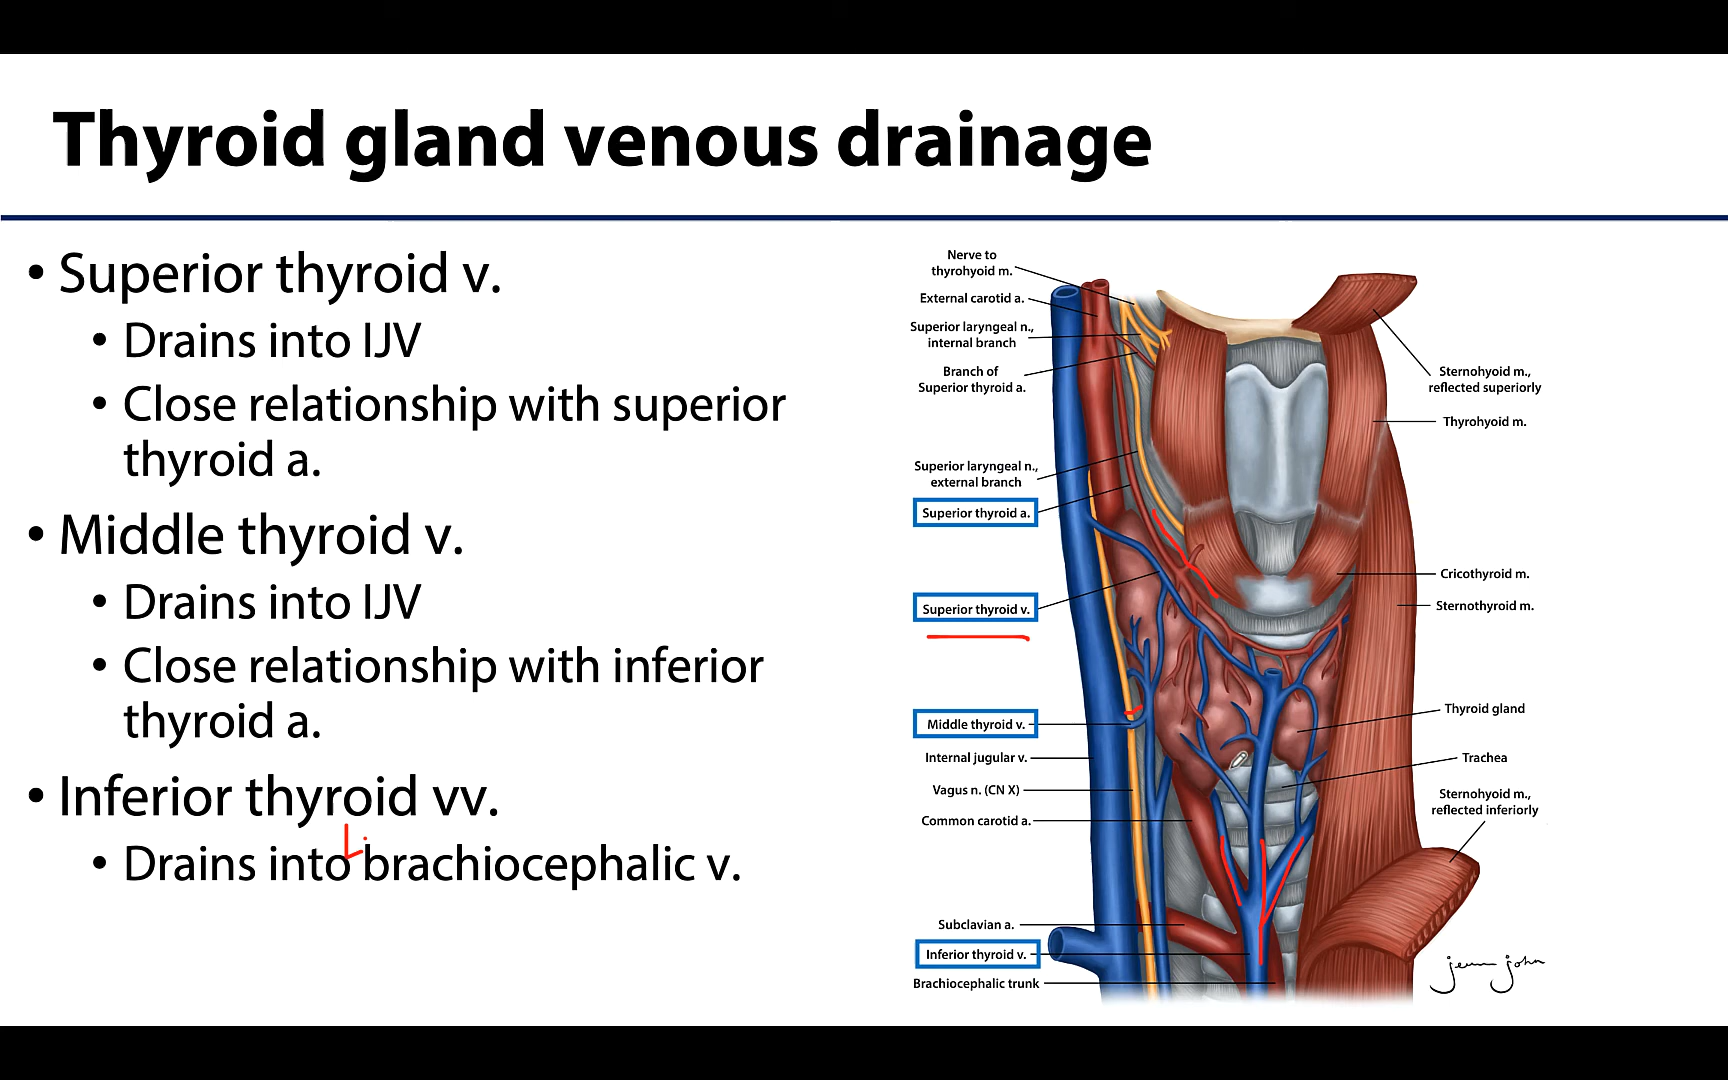 Thyroid gland venous drainage
• Superior thyroid v.
• Drains into IJV
• Close relationship with superior
thyroid a.
• Middle thyroid v.
• Drains into IJV
• Close relationship with inferior
thyroid a.
• Inferior thyroid vv.
• Drains into brachiocephalic v.
Nerve to
thyrohyoid m.
External carotid a.
Superior laryngeal n.,
internal branch
Branch of
Superior thyroid a.
Superior laryngeal n.,
external branch
Superior thyroid a.
Superior thyroid v.
Middle thyroid v.
Internal jugular v.
Vagus n. (CN X)
Common carotid a.
Subclavian a.
Inferior thyroid v.
Brachiocephalic trunk
Sternohyoid m.,
reflected superiorly
Thyrohyoid m.
Cricothyroid m.
Sternothyroid m.
Thyroid gland
Trachea
Sternohyoid m.,
reflected inferiorly
john